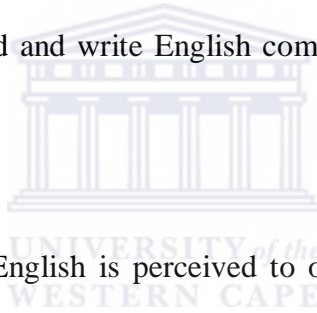 d and write English com
UNIVERSITY of the
English is perceived to o
WESTERN CAPE